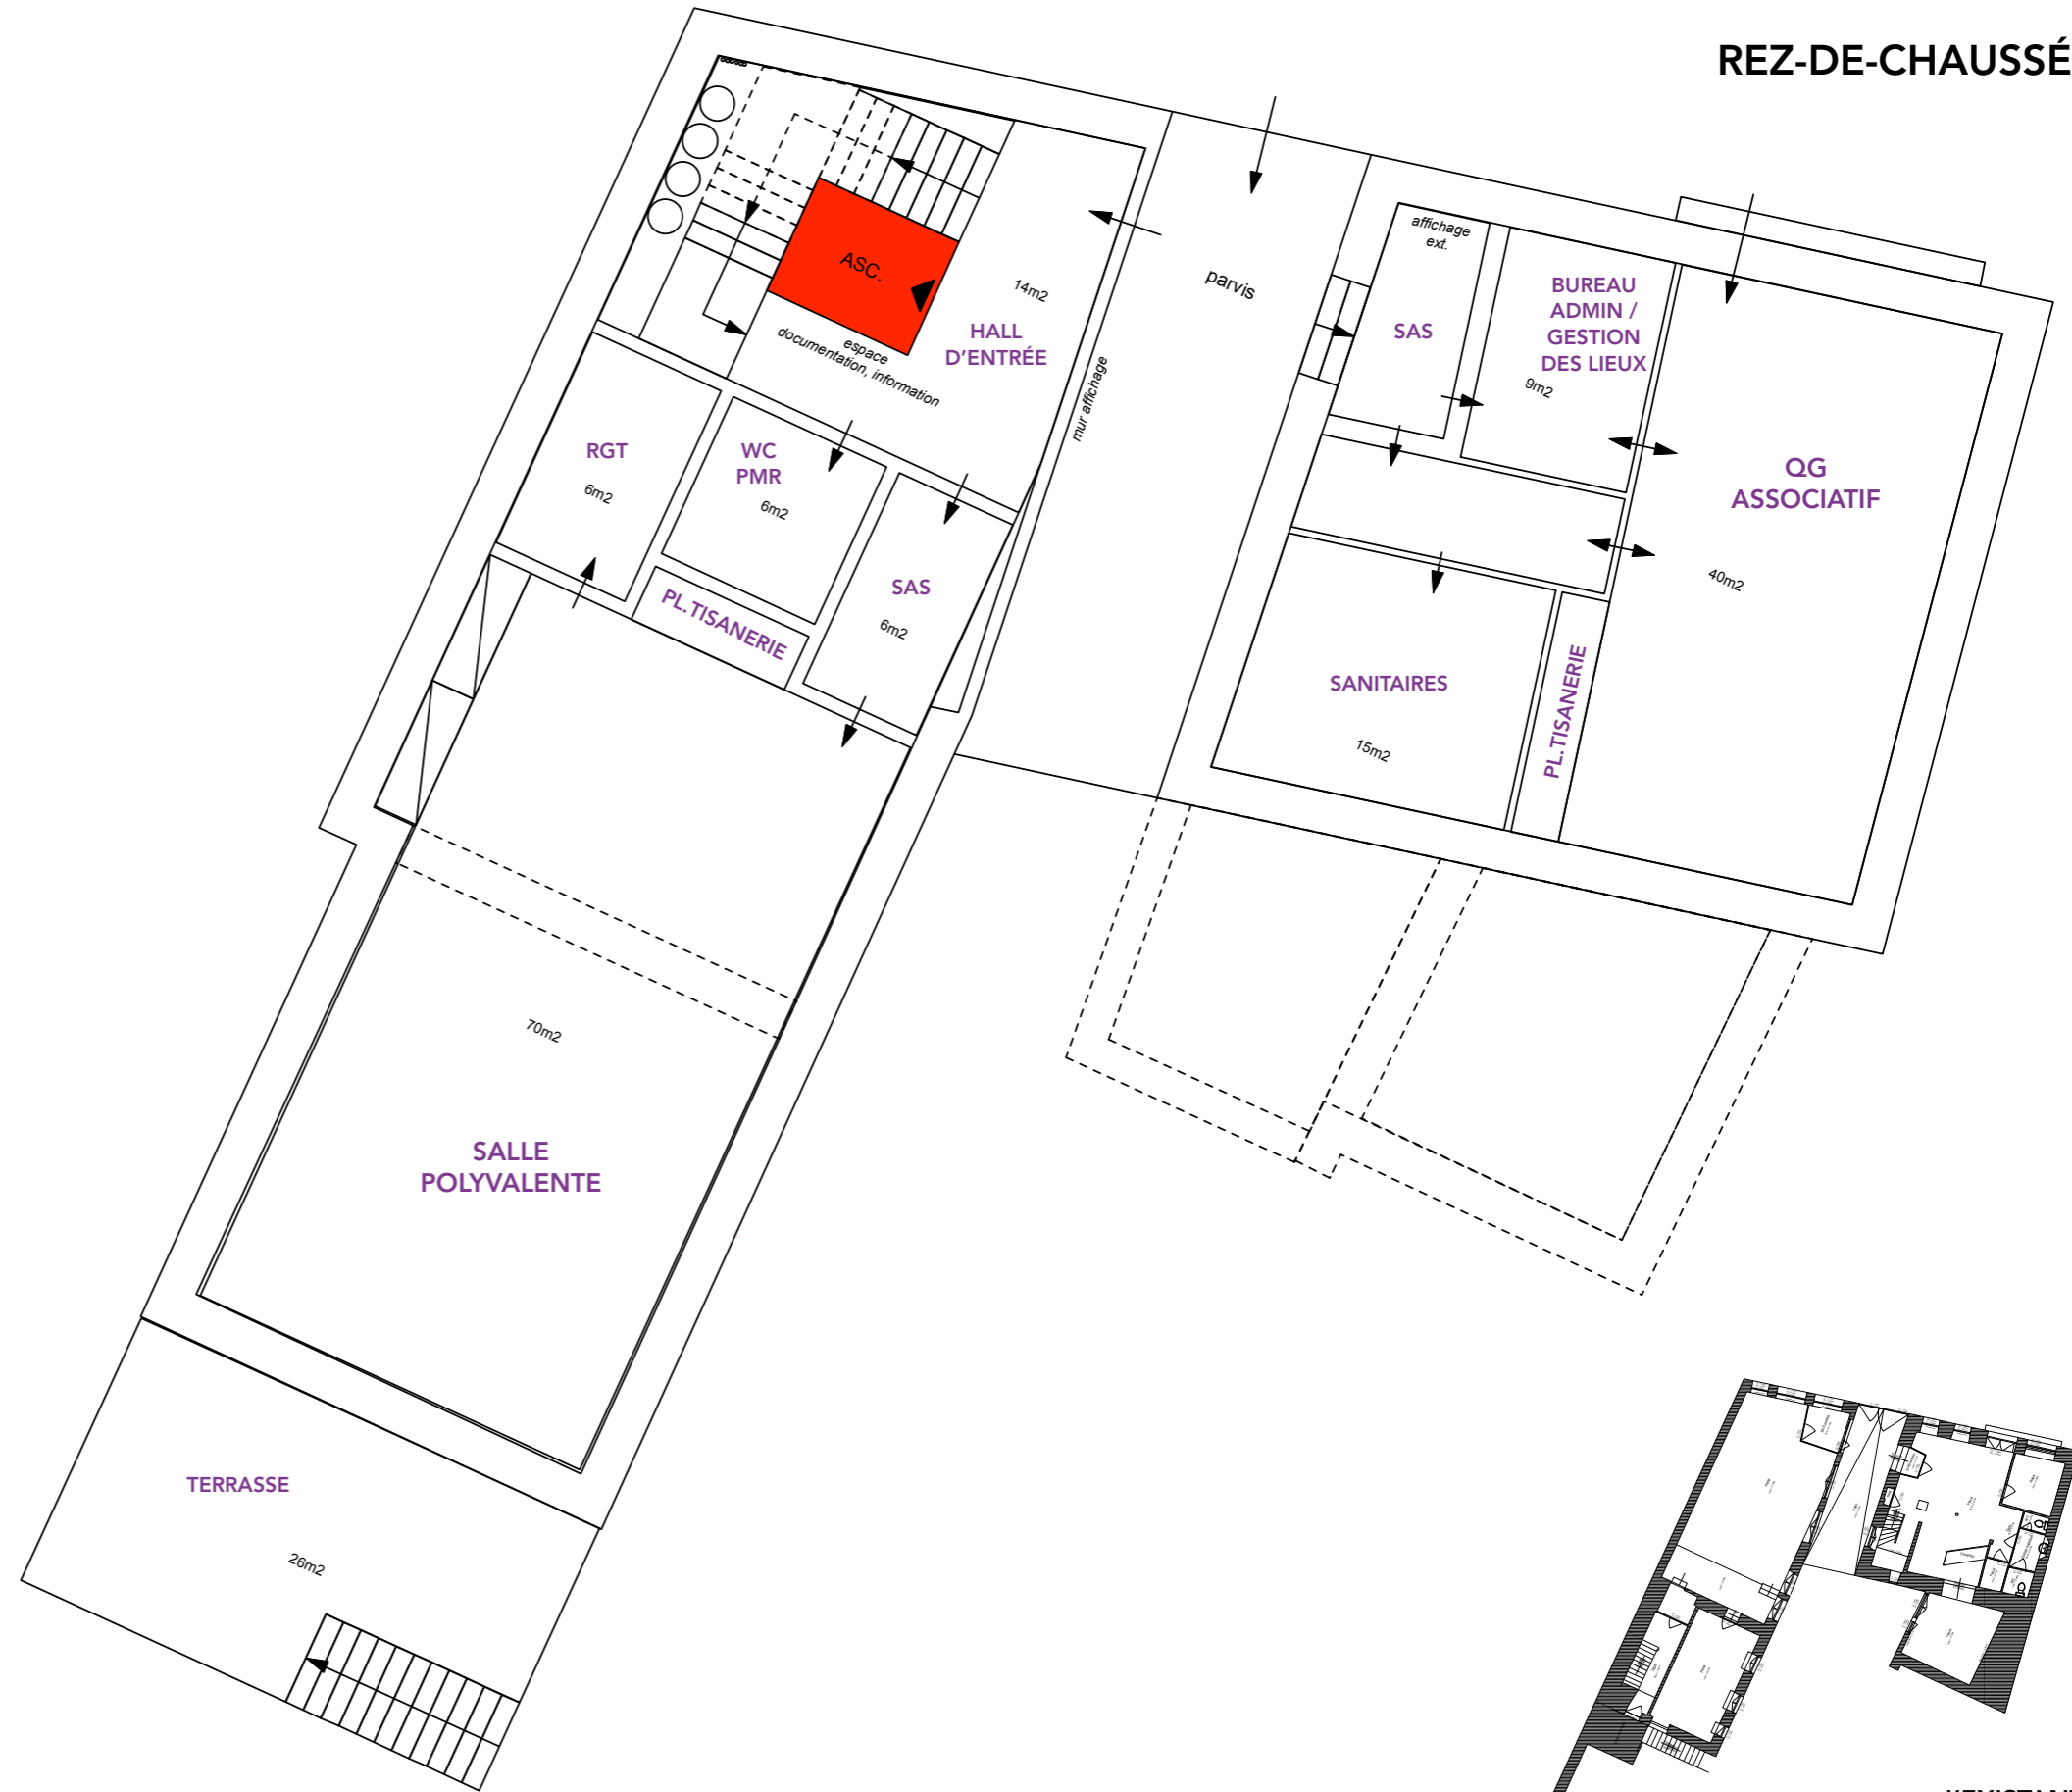 REZ-DE-CHAUSSÉ
ASC.
14m2
HALL
D'ENTRÉE
espace
documentation, information
mur affichage
parvis
affichage
ext.
SAS
BUREAU
ADMIN /
GESTION
DES LIEUX
9m2
QG
ASSOCIATIF
40m2
RGT
6m2
WC
PMR
6m2
SAS
6m2
PL. TISANERIE
SANITAIRES
15m2
PL. TISANERIE
70m2
SALLE
POLYVALENTE
TERRASSE
26m2